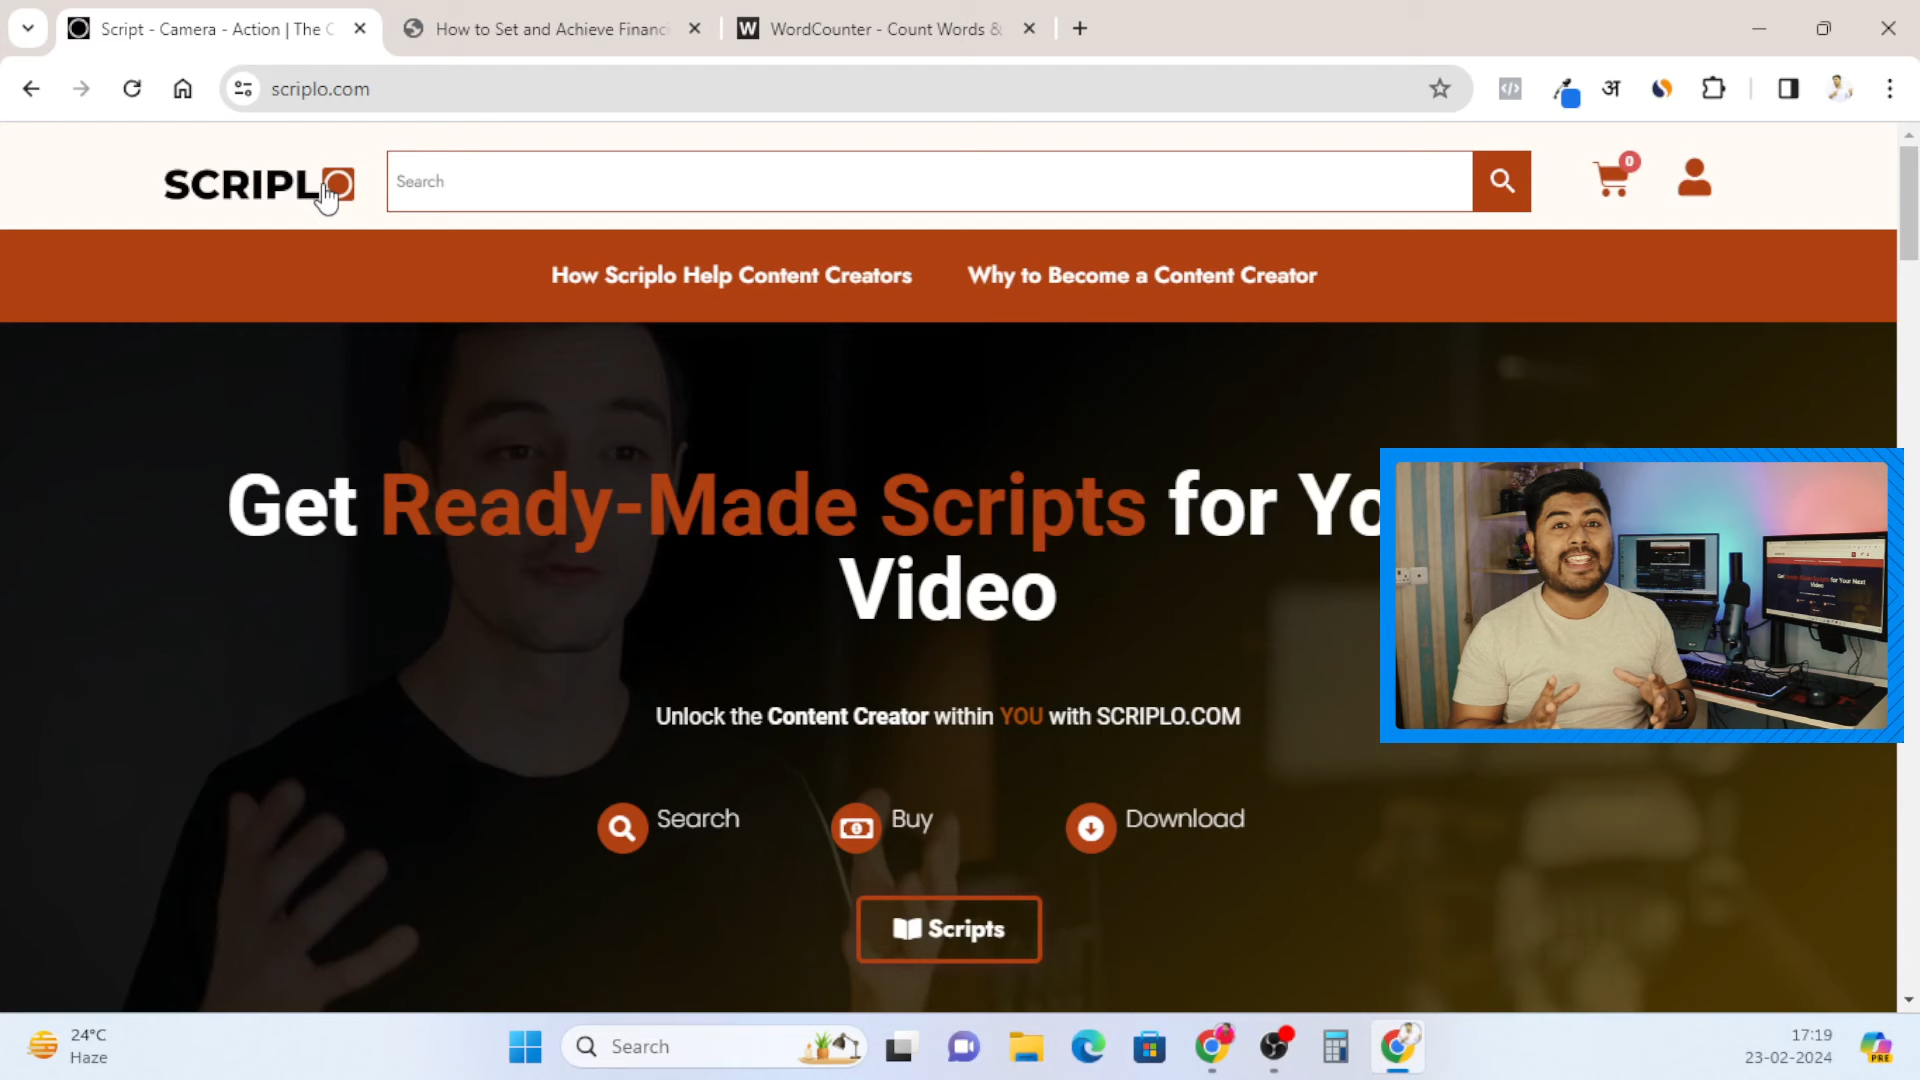 Script - Camera - Action | The C
How to Set and Achieve Financi
W
WordCounter - Count Words &
scriplo.com
अ
SCRIPLO
Search
0
How Scriplo Help Content Creators
Why to Become a Content Creator
Get Ready-Made Scripts for Yo
Video
Unlock the Content Creator within YOU with SCRIPLO.COM
Search
Buy
Download
Scripts
24°C
Haze
Search
17:19
23-02-2024
PRE